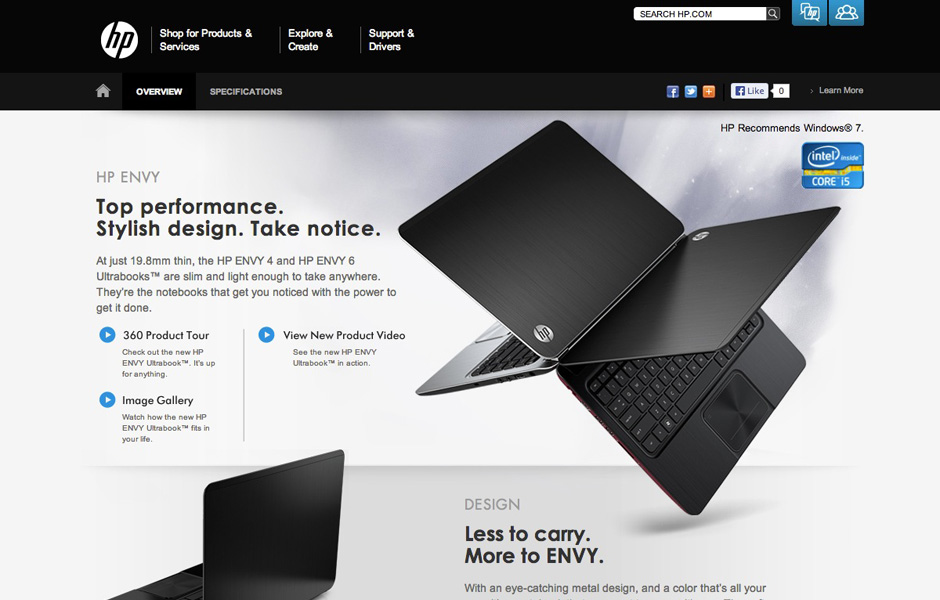 SEARCH HP.COM
hp
hp
Shop for Products &
Services
Explore &
Create
Support &
Drivers
OVERVIEW
SPECIFICATIONS
Like
0
Learn More
HP Recommends Windows® 7.
intel inside™
CORE™ i5
HP ENVY
Top performance.
Stylish design. Take notice.
At just 19.8mm thin, the HP ENVY 4 and HP ENVY 6
Ultrabooks™ are slim and light enough to take anywhere.
They're the notebooks that get you noticed with the power to
get it done.
360 Product Tour
Check out the new HP
ENVY Ultrabook™. It's up
for anything.
View New Product Video
See the new HP ENVY
Ultrabook™ in action.
Image Gallery
Watch how the new HP
ENVY Ultrabook™ fits in
your life.
hp
hp
DESIGN
Less to carry.
More to ENVY.
With an eye-catching metal design, and a color that's all your